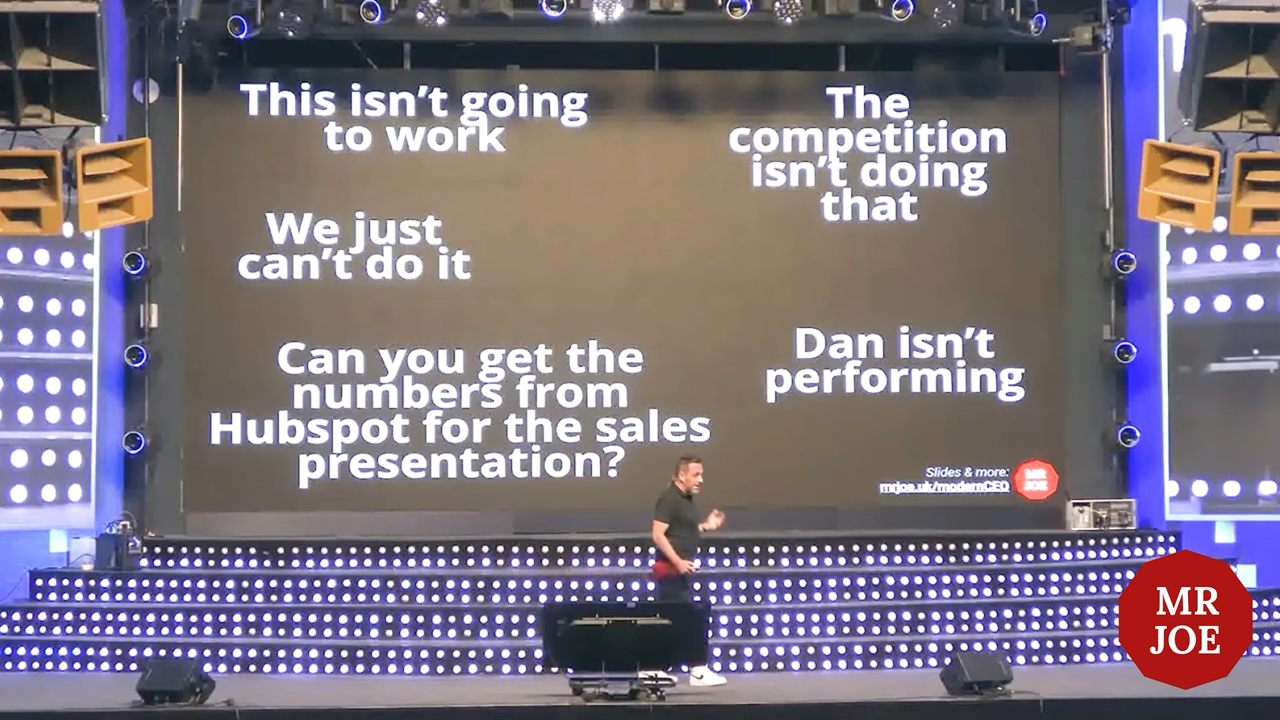 This isn't going
to work
The
competition
isn't doing
that
We just
can't do it
Can you get the
numbers from
Hubspot for the sales
presentation?
Dan isn't
performing
Slides & more:
mrjoe.uk/modernCEO
MR
JOE
MR
JOE